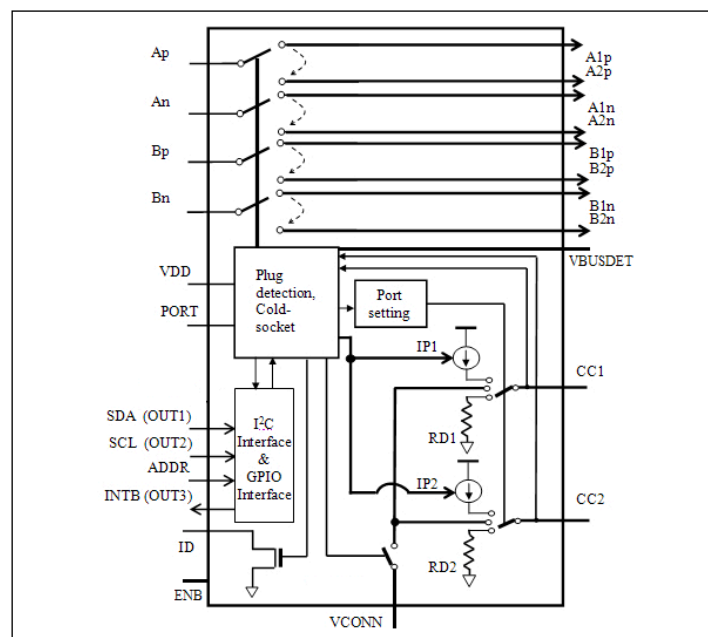 Ap
A1p
A2p
An
A1n
A2n
Bp
B1p
B2p
Bn
B1n
B2n
VBUSDET
VDD
PORT
Plug
detection,
Cold-
socket
Port
setting
IP1
CC1
RD1
SDA (OUT1)
SCL (OUT2)
ADDR
INTB (OUT3)
I2C
Interface
&
GPIO
Interface
IP2
CC2
RD2
ID
ENB
VCONN